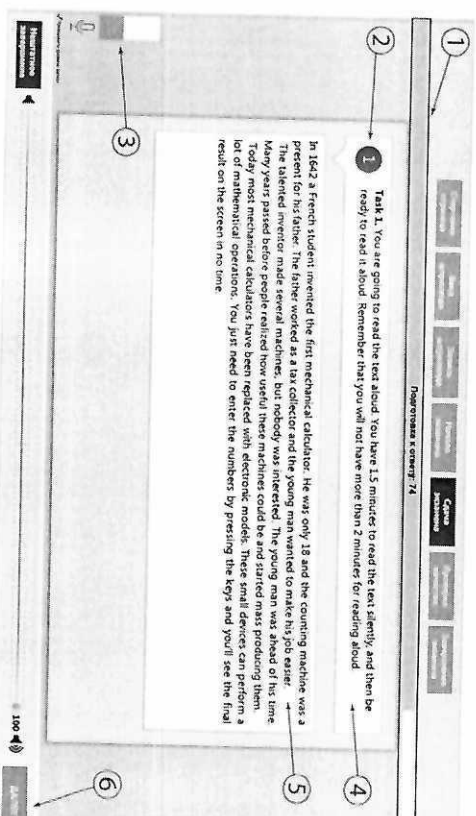 1
Сдача экзамена
Подготовка к ответу: 74
2
1
Task 1. You are going to read the text aloud. You have 1.5 minutes to read the text silently, and then be
ready to read it aloud. Remember that you will not have more than 2 minutes for reading aloud.
4
In 1642 a French student invented the first mechanical calculator. He was only 18 and the counting machine was a
present for his father. The father worked as a tax collector and the young man wanted to make his job easier.
The talented inventor made several machines, but nobody was interested. The young man was ahead of his time.
Many years passed before people realized how useful these machines could be and started mass producing them.
Today most mechanical calculators have been replaced with electronic models. These small devices can perform a
lot of mathematical operations. You just need to enter the numbers by pressing the keys and you'll see the final
result on the screen in no time.
5
3
Нештатное
завершение
100
6